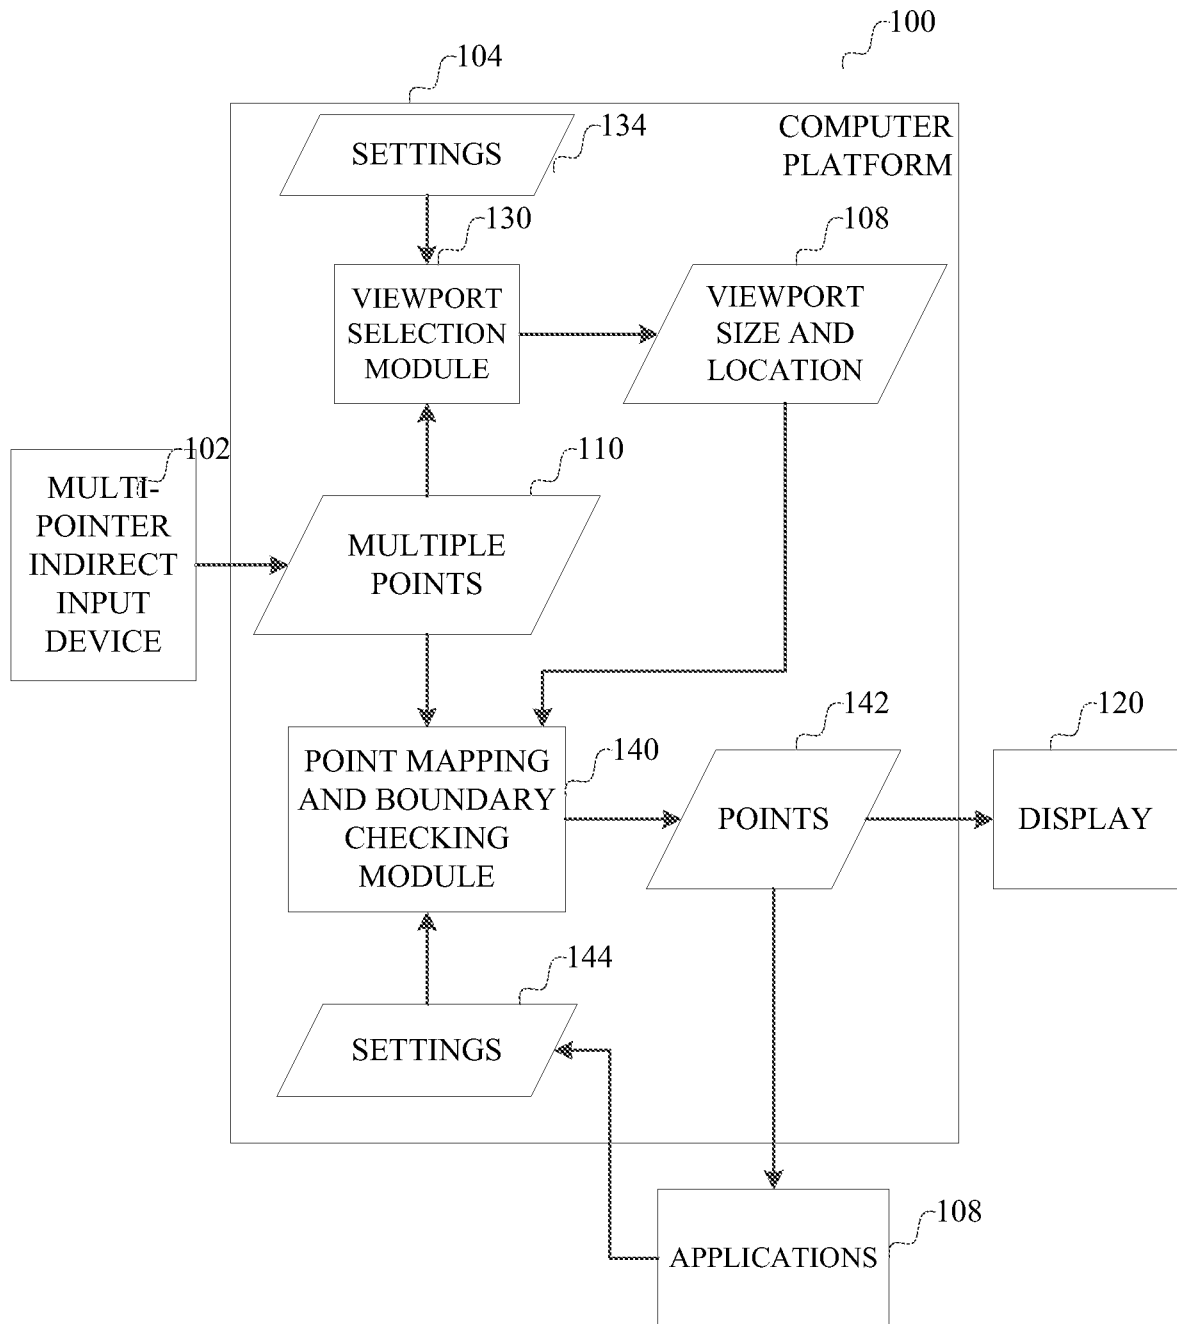 100
104
COMPUTER
PLATFORM
SETTINGS
134
130
108
VIEWPORT
SELECTION
MODULE
VIEWPORT
SIZE AND
LOCATION
102
MULTI-
POINTER
INDIRECT
INPUT
DEVICE
110
MULTIPLE
POINTS
142
120
POINT MAPPING
AND BOUNDARY
CHECKING
MODULE
140
POINTS
DISPLAY
144
SETTINGS
108
APPLICATIONS